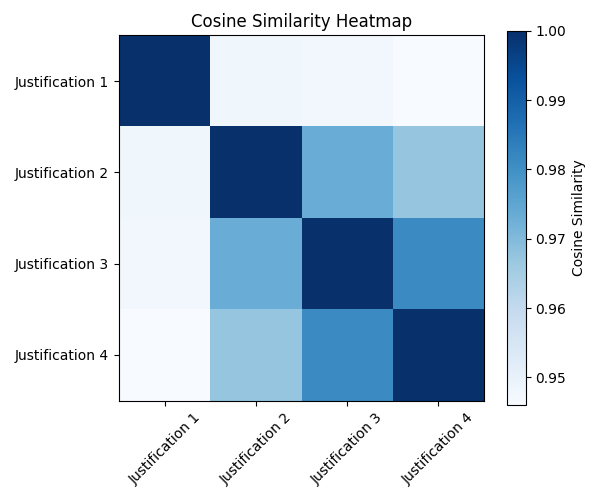 Cosine Similarity Heatmap
Justification 1
Justification 2
Justification 3
Justification 4
Justification 1
Justification 2
Justification 3
Justification 4
1.00
0.99
0.98
0.97
0.96
0.95
Cosine Similarity